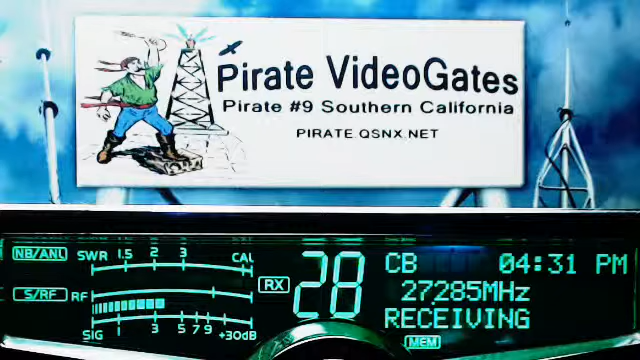 Pirate VideoGates
Pirate #9 Southern California
PIRATE.QSNX.NET
NB/ANL SWR 1.5 2 3 CAL
S/RF RF
SIG 3 5 7 9 +30dB
RX 28
CB 04:31 PM
27285MHz
RECEIVING
MEM